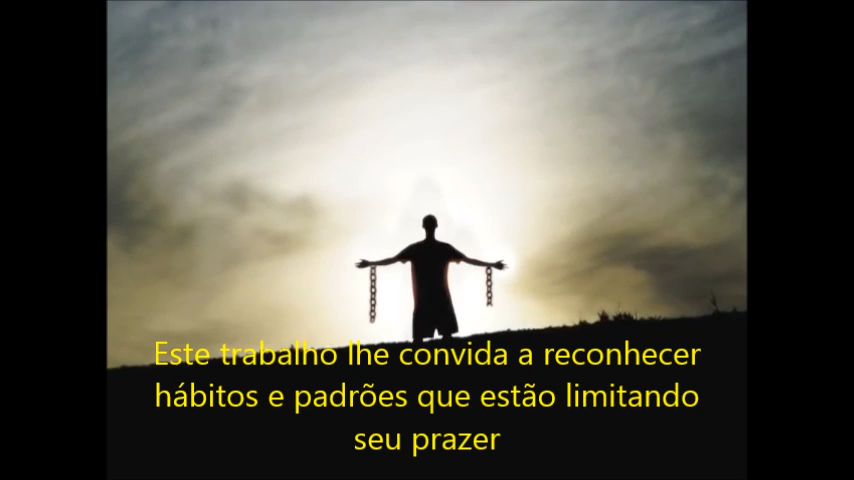 Este trabalho lhe convida a reconhecer
hábitos e padrões que estão limitando
seu prazer